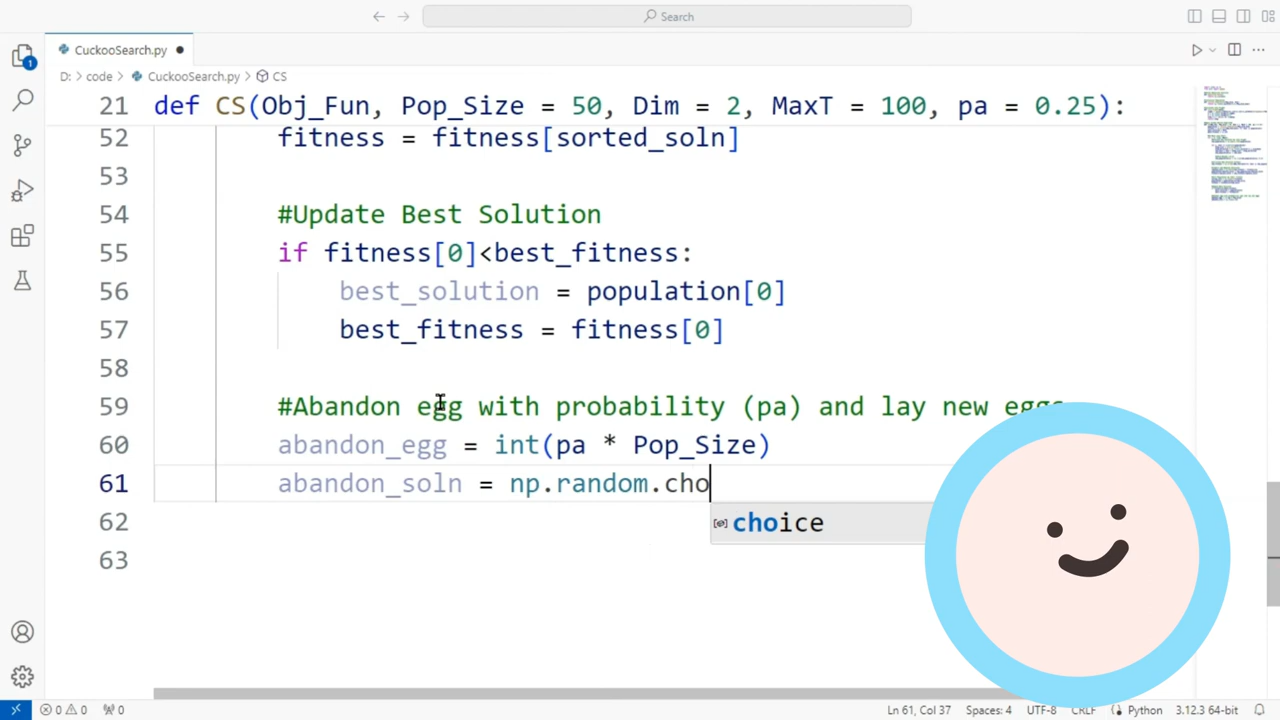 Search
CuckooSearch.py
D: > code > CuckooSearch.py > CS
21 def CS(Obj_Fun, Pop_Size = 50, Dim = 2, MaxT = 100, pa = 0.25):
52 fitness = fitness[sorted_soln]
53
54 #Update Best Solution
55 if fitness[0]<best_fitness:
56 best_solution = population[0]
57 best_fitness = fitness[0]
58
59 #Abandon egg with probability (pa) and lay new eggs
60 abandon_egg = int(pa * Pop_Size)
61 abandon_soln = np.random.cho
choice
62
63
1
0 0 0 Ln 61, Col 37 Spaces: 4 UTF-8 CRLF Python 3.12.3 64-bit